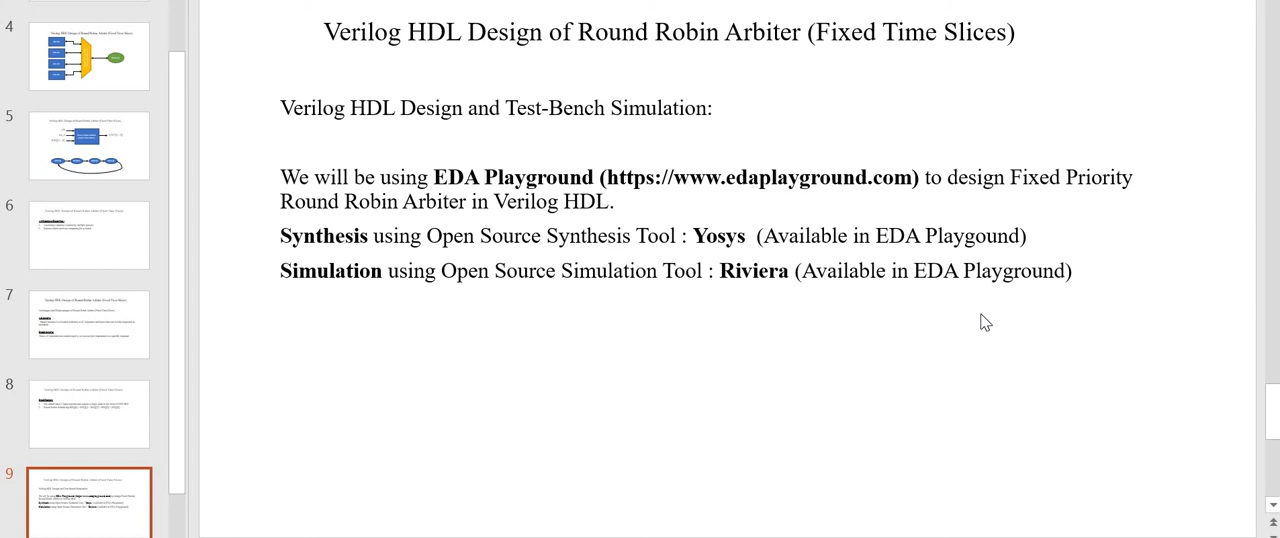 4
5
6
7
8
9
Verilog HDL Design of Round Robin Arbiter (Fixed Time Slices)
Verilog HDL Design and Test-Bench Simulation:
We will be using EDA Playground (https://www.edaplayground.com) to design Fixed Priority
Round Robin Arbiter in Verilog HDL.
Synthesis using Open Source Synthesis Tool : Yosys (Available in EDA Playgound)
Simulation using Open Source Simulation Tool : Riviera (Available in EDA Playground)